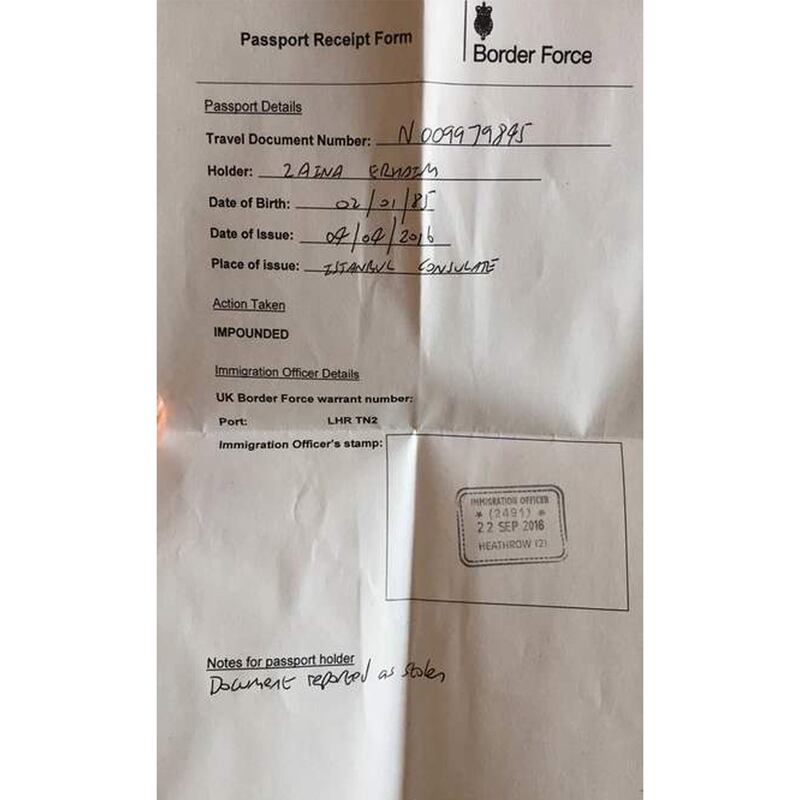 Passport Receipt Form
Border Force
Passport Details
Travel Document Number: N009979845
Holder: ZAINA ERHAIM
Date of Birth: 02/01/85
Date of Issue: 04/04/2016
Place of issue: ISTANBUL CONSULATE
Action Taken
IMPOUNDED
Immigration Officer Details
UK Border Force warrant number:
Port: LHR TN2
Immigration Officer's stamp:
IMMIGRATION OFFICER
* (2491) *
22 SEP 2016
HEATHROW (2)
Notes for passport holder
Document reported as stolen